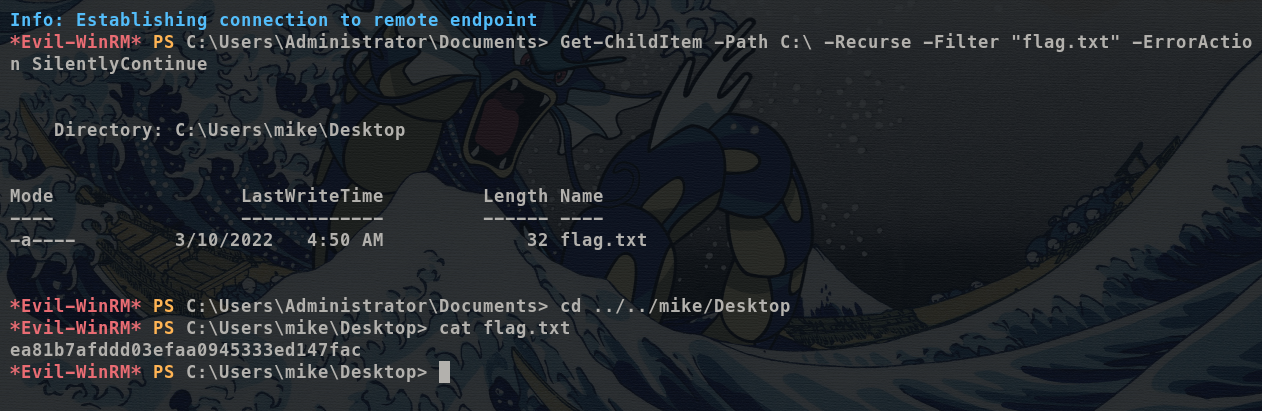 Info: Establishing connection to remote endpoint
*Evil-WinRM* PS C:\Users\Administrator\Documents> Get-ChildItem -Path C:\ -Recurse -Filter "flag.txt" -ErrorActio
n SilentlyContinue
Directory: C:\Users\mike\Desktop
Mode LastWriteTime Length Name
---- ------------- ------ ----
-a---- 3/10/2022 4:50 AM 32 flag.txt
*Evil-WinRM* PS C:\Users\Administrator\Documents> cd ../../mike/Desktop
*Evil-WinRM* PS C:\Users\mike\Desktop> cat flag.txt
ea81b7afddd03efaa0945333ed147fac
*Evil-WinRM* PS C:\Users\mike\Desktop>